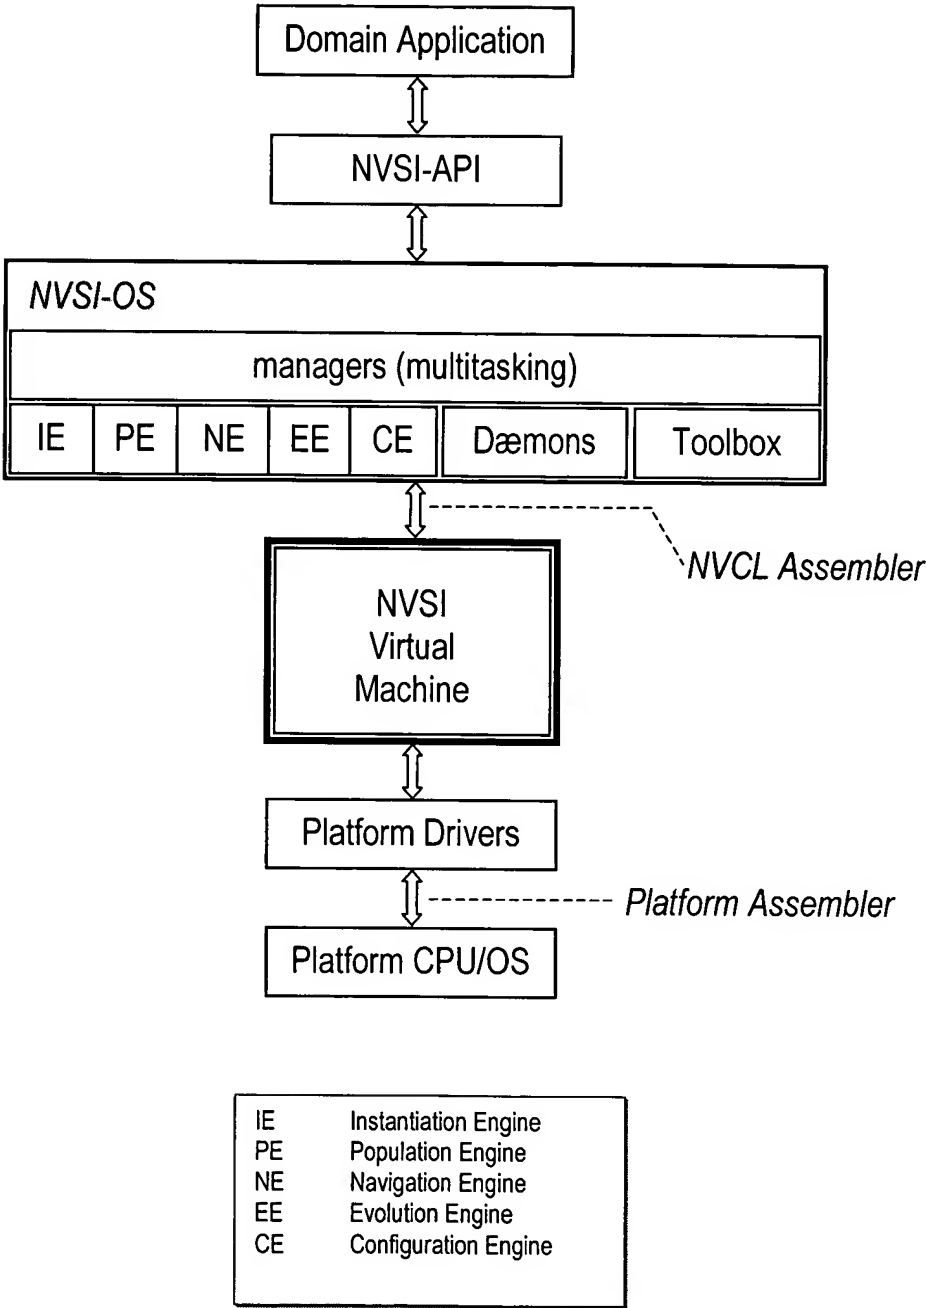 Domain Application
NVSI-API
NVSI-OS
managers (multitasking)
IE PE NE EE CE Dæmons Toolbox
NVCL Assembler
NVSI
Virtual
Machine
Platform Drivers
Platform Assembler
Platform CPU/OS
IE Instantiation Engine
PE Population Engine
NE Navigation Engine
EE Evolution Engine
CE Configuration Engine